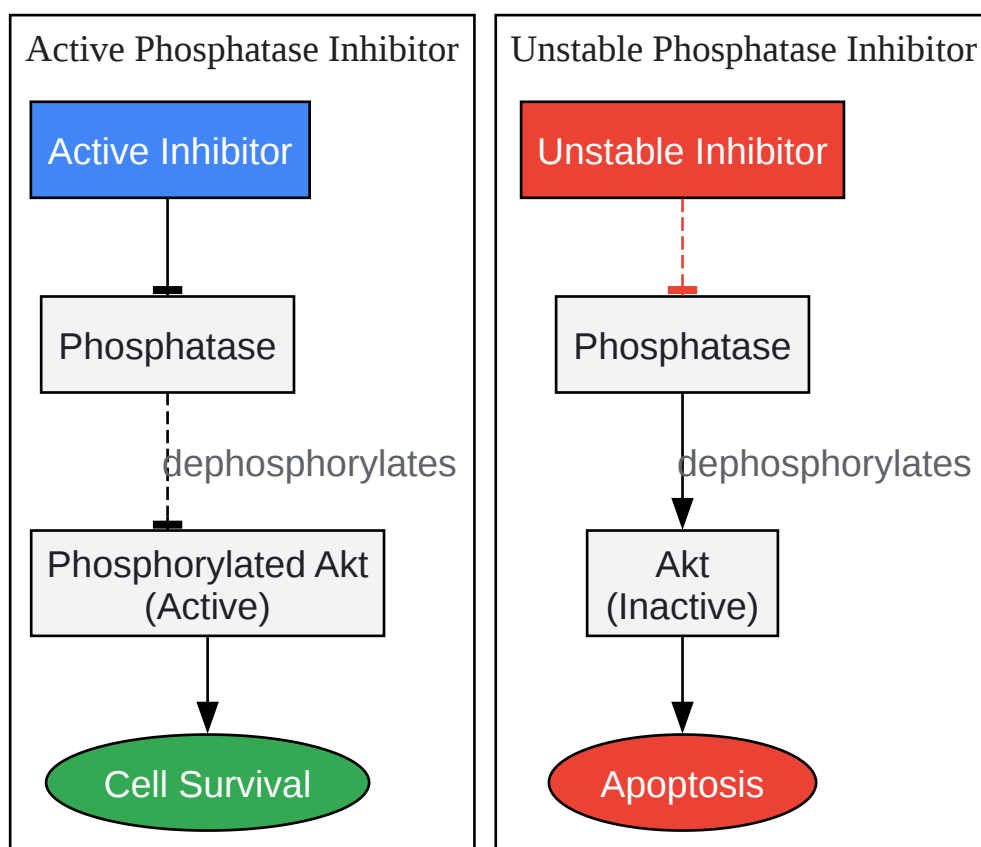 Active Phosphatase Inhibitor
Active Inhibitor
Phosphatase
dephosphorylates
Phosphorylated Akt
(Active)
Cell Survival
Unstable Phosphatase Inhibitor
Unstable Inhibitor
Phosphatase
dephosphorylates
Akt
(Inactive)
Apoptosis